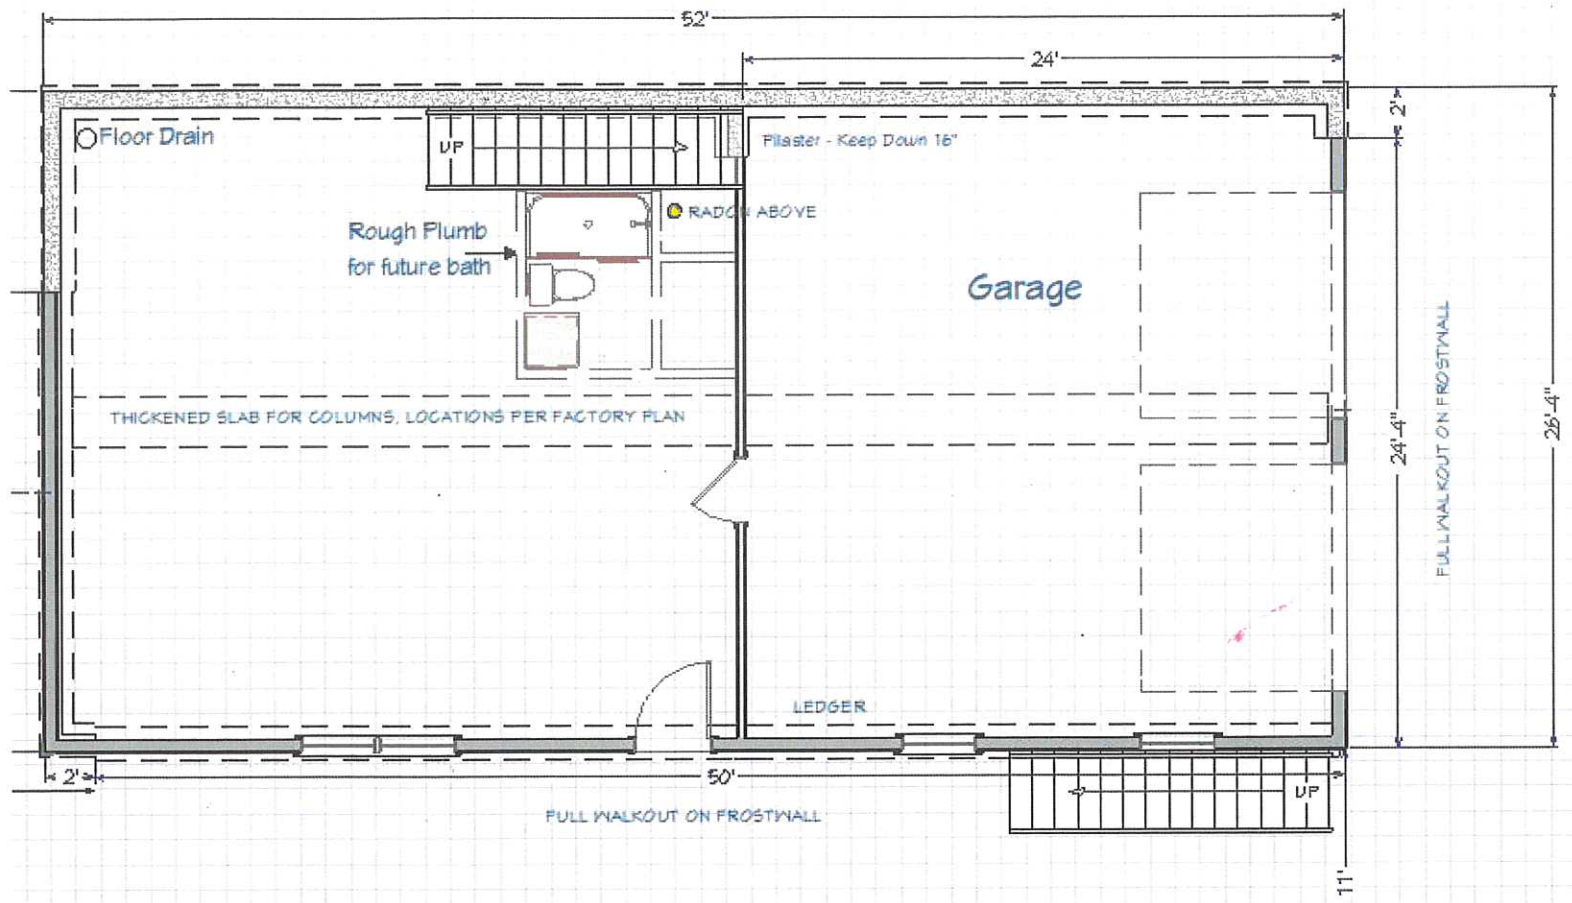 52'
24'
2'
Floor Drain
UP
Pilaster - Keep Down 16"
RADON ABOVE
Rough Plumb
for future bath
Garage
THICKENED SLAB FOR COLUMNS, LOCATIONS PER FACTORY PLAN
24'-4"
FULL WALKOUT ON FROSTWALL
26'-4"
LEDGER
2'
50'
UP
FULL WALKOUT ON FROSTWALL
11'